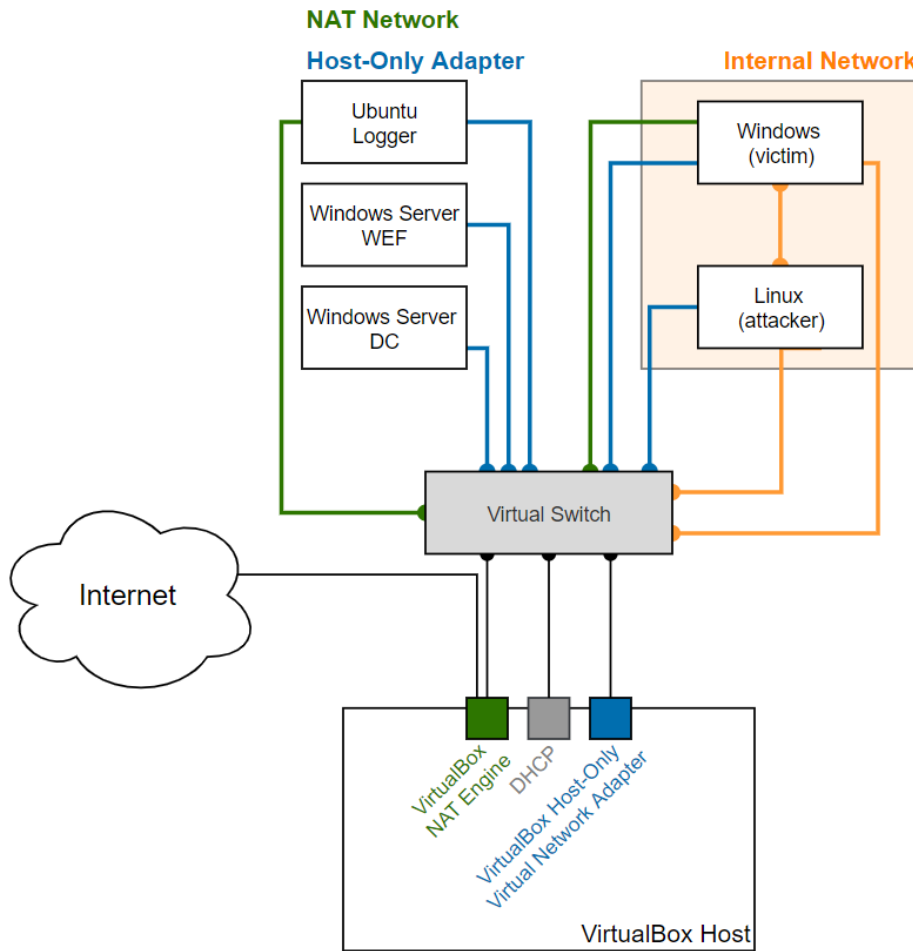 NAT Network
Host-Only Adapter
Internal Network
Ubuntu
Logger
Windows Server
WEF
Windows Server
DC
Windows
(victim)
Linux
(attacker)
Virtual Switch
Internet
VirtualBox
NAT Engine
DHCP
VirtualBox Host-Only
Virtual Network Adapter
VirtualBox Host